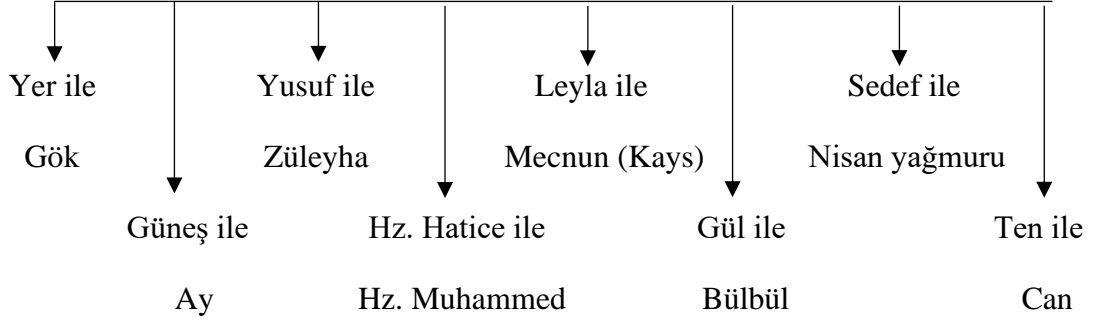 Yer ile
Yusuf ile
Leyla ile
Sedef ile
Gök
Züleyha
Mecnun (Kays)
Nisan yağmuru
Güneş ile
Hz. Hatice ile
Gül ile
Ten ile
Ay
Hz. Muhammed
Bülbül
Can